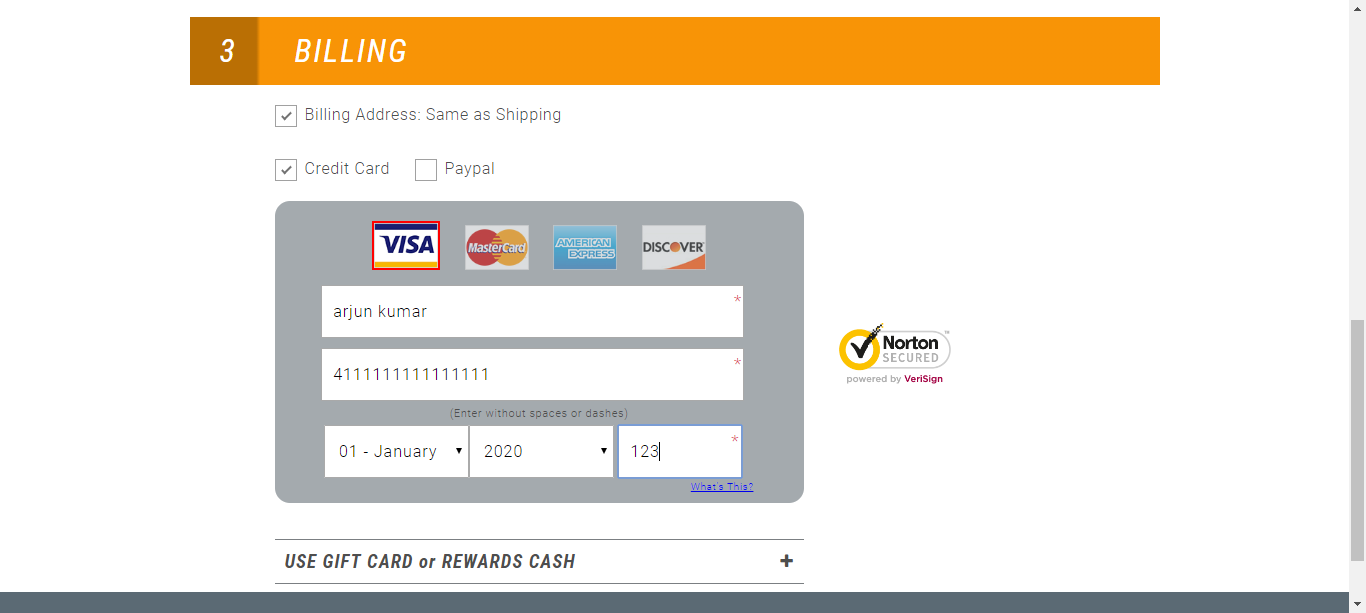 3 BILLING
Billing Address: Same as Shipping
Credit Card Paypal
VISA MasterCard AMERICAN EXPRESS DISCOVER
arjun kumar *
4111111111111111 *
(Enter without spaces or dashes)
01 - January 2020 123 *
What's This?
Norton
SECURED
powered by VeriSign
USE GIFT CARD or REWARDS CASH +